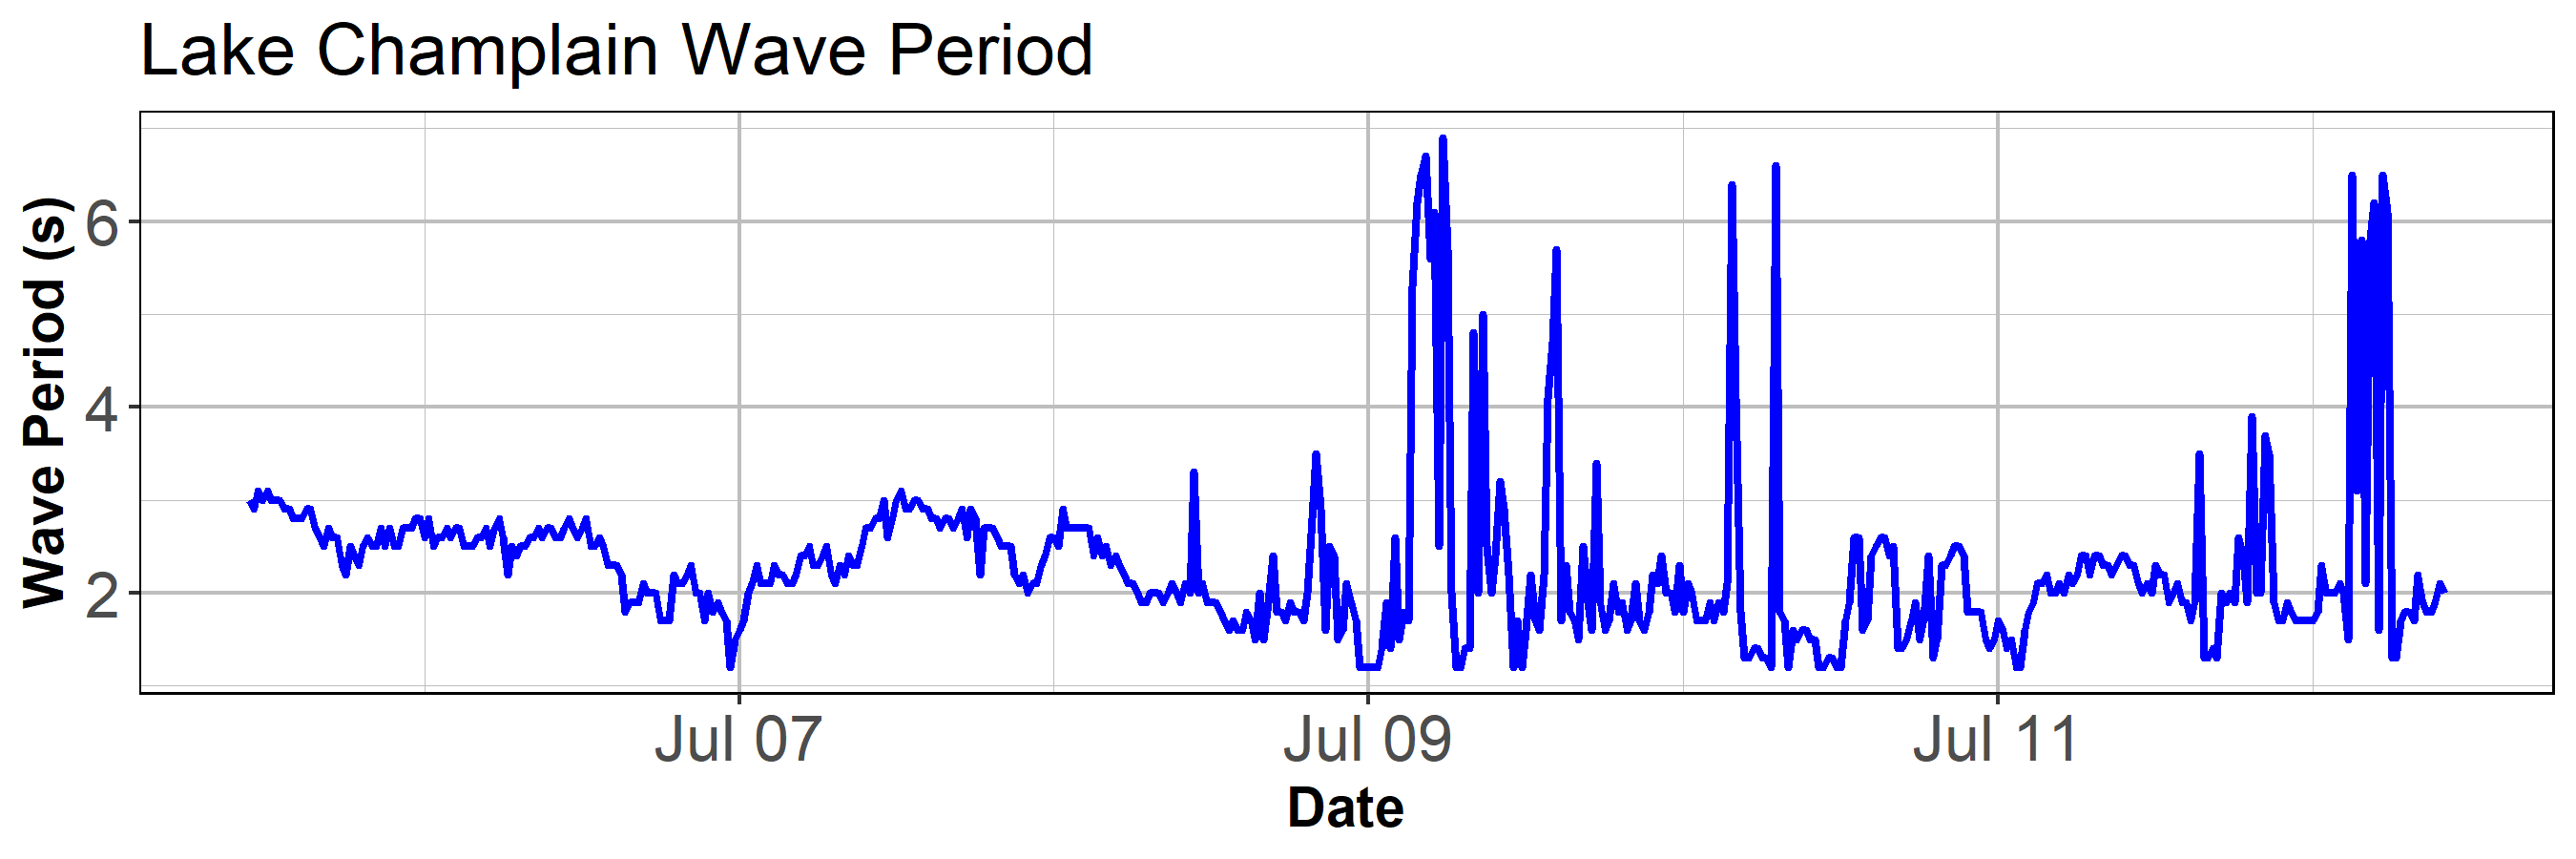 Lake Champlain Wave Period
Wave Period (s)
6
4
2
Jul 07 Jul 09 Jul 11
Date